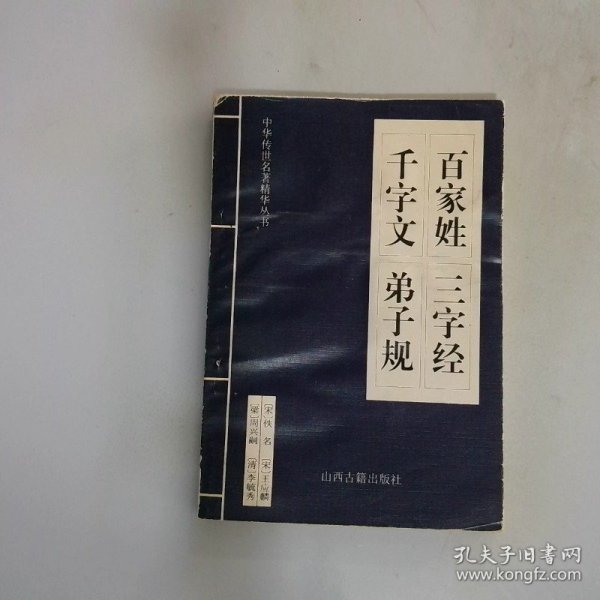 百家姓 三字经
千字文 弟子规
中华传世名著精华丛书
〔宋〕佚名 〔宋〕王应麟
〔梁〕周兴嗣 〔清〕李毓秀
山西古籍出版社
孔夫子旧书网
www.kongfz.com